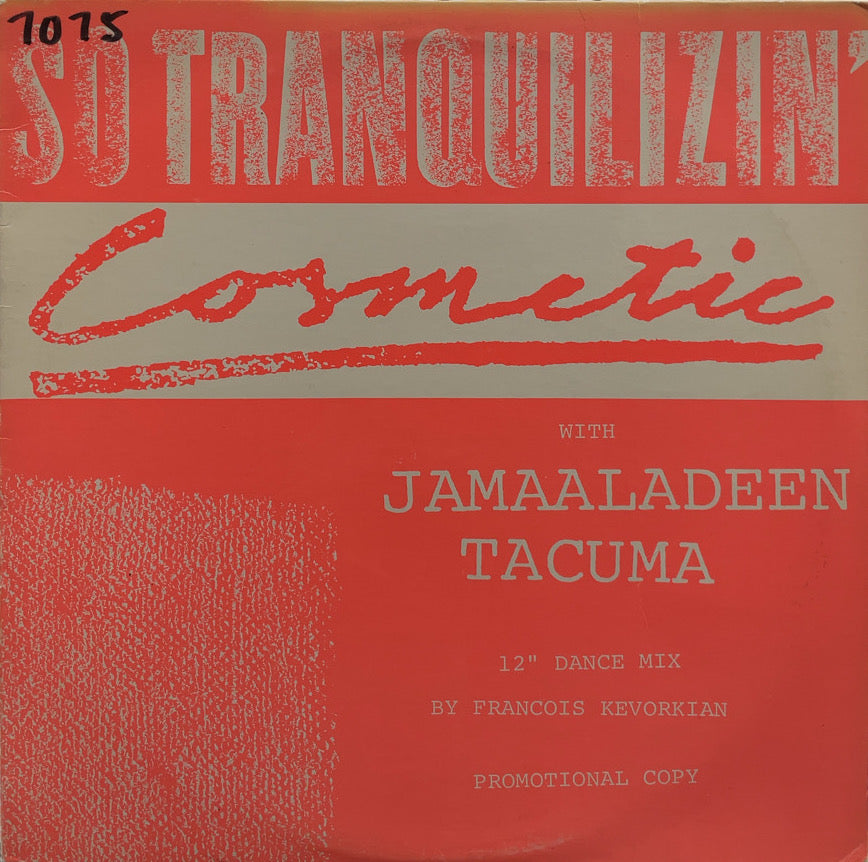 7075
SO TRANQUILIZIN'
Cosmetic
WITH
JAMAALADEEN
TACUMA
12" DANCE MIX
BY FRANCOIS KEVORKIAN
PROMOTIONAL COPY